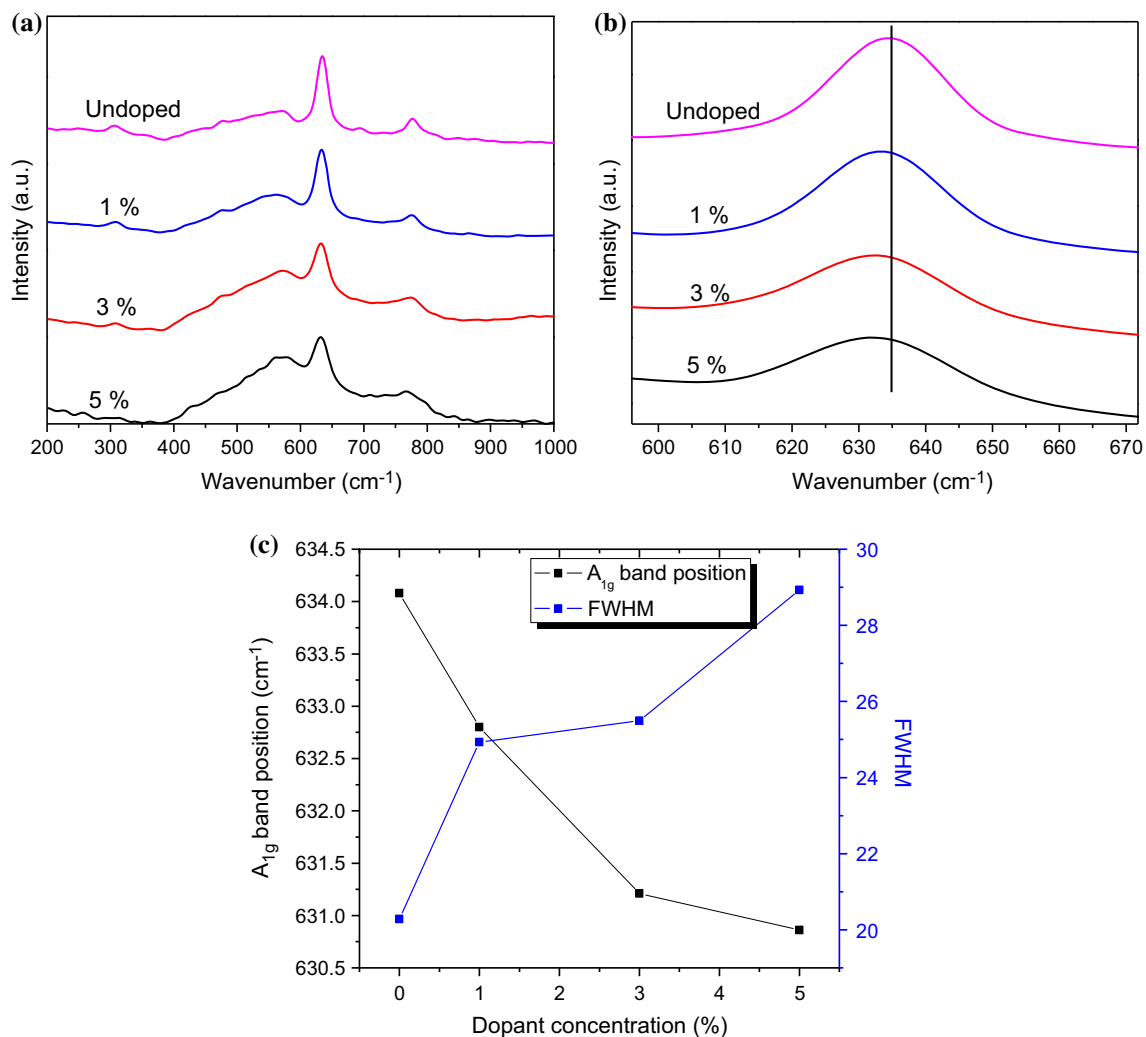 (a)
Undoped
1 %
3 %
5 %
Intensity (a.u.)
200 300 400 500 600 700 800 900 1000
Wavenumber (cm⁻¹)
(b)
Undoped
1 %
3 %
5 %
Intensity (a.u.)
600 610 620 630 640 650 660 670
Wavenumber (cm⁻¹)
(c)
A₁g band position
FWHM
634.5
634.0
633.5
633.0
632.5
632.0
631.5
631.0
630.5
A₁g band position (cm⁻¹)
30
28
26
24
22
20
FWHM
0 1 2 3 4 5
Dopant concentration (%)